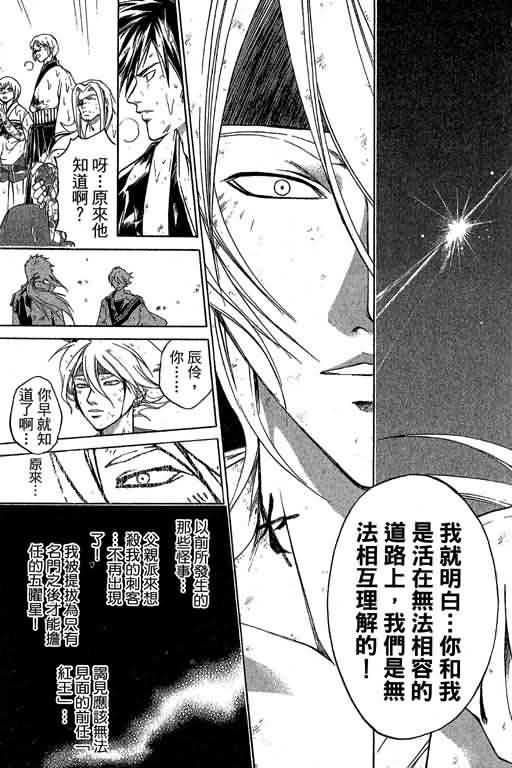 我就明白…你和我
是活在無法相容的
道路上，我們是無
法相互理解的！
呀…原來他
知道啊？
辰伶，
你……
你早就知
道了啊…
原來…
以前所發生的
那些怪事…
父親派來想
殺我的刺客
…不再出現
了！
我被提拔為只有
名門之後才能擔
任的五曜星！
謁見應該無法
見面的前任「
紅王」…